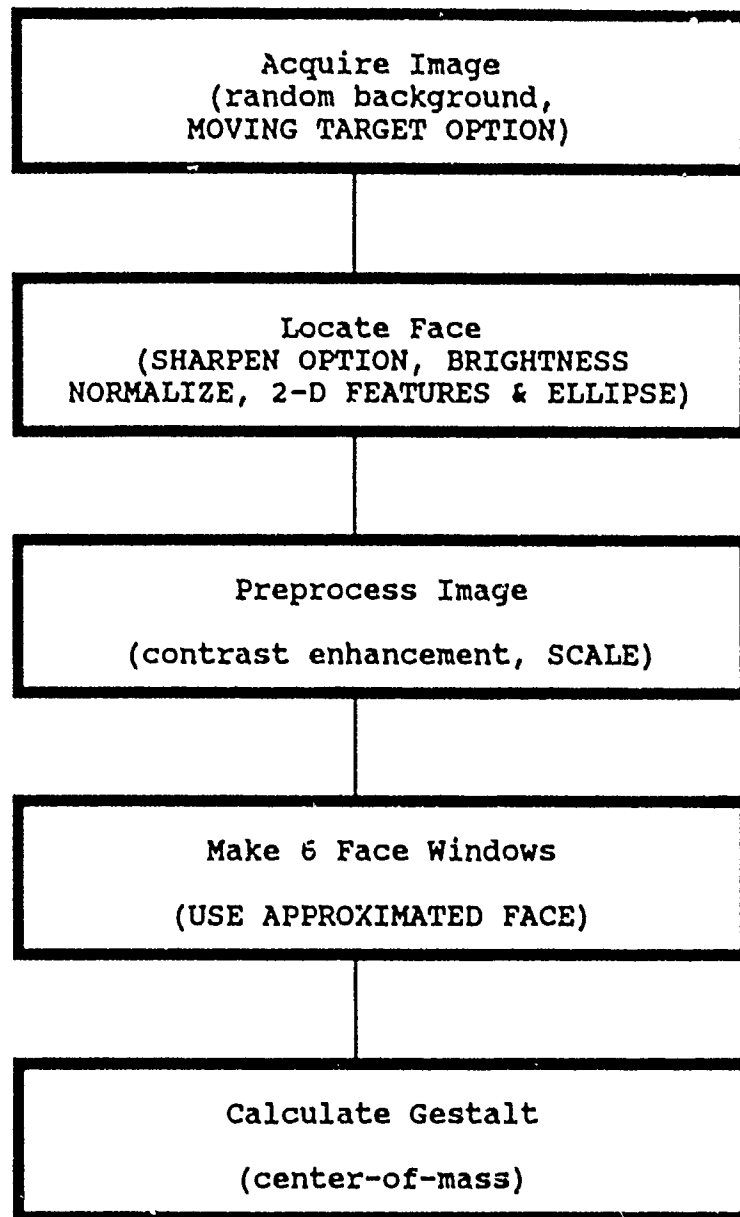 Acquire Image
(random background,
MOVING TARGET OPTION)
Locate Face
(SHARPEN OPTION, BRIGHTNESS
NORMALIZE, 2-D FEATURES & ELLIPSE)
Preprocess Image
(contrast enhancement, SCALE)
Make 6 Face Windows
(USE APPROXIMATED FACE)
Calculate Gestalt
(center-of-mass)